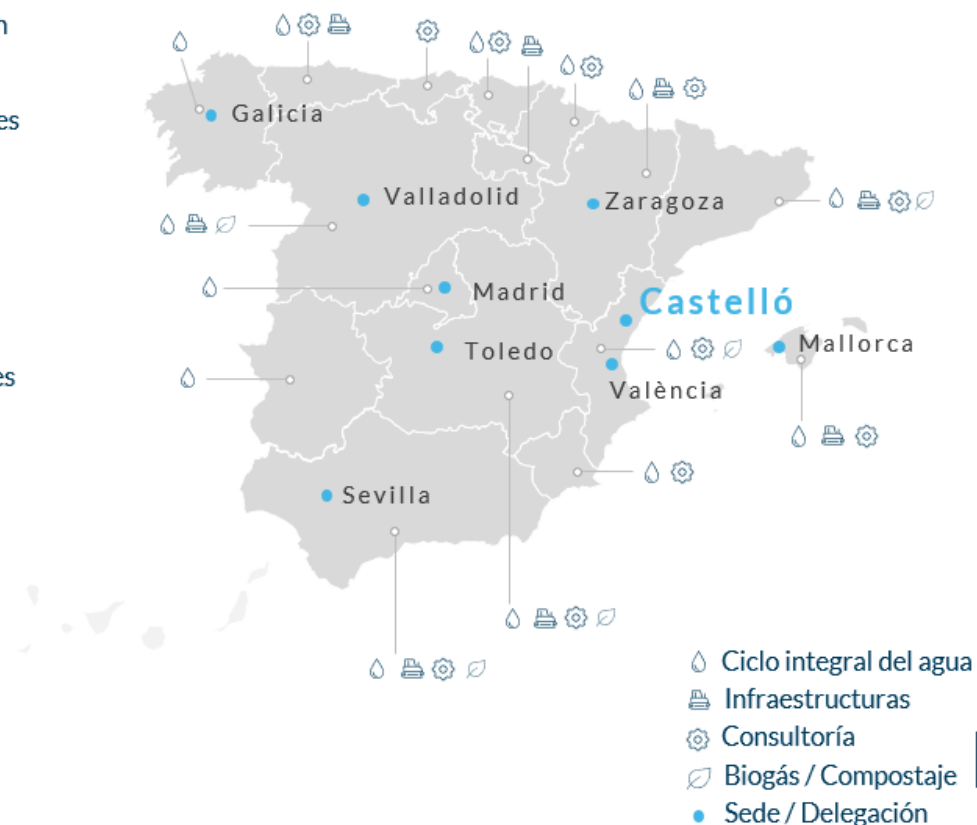 Galicia
Valladolid
Zaragoza
Madrid
Castelló
Toledo
Mallorca
València
Sevilla
Ciclo integral del agua
Infraestructuras
Consultoría
Biogás / Compostaje
Sede / Delegación